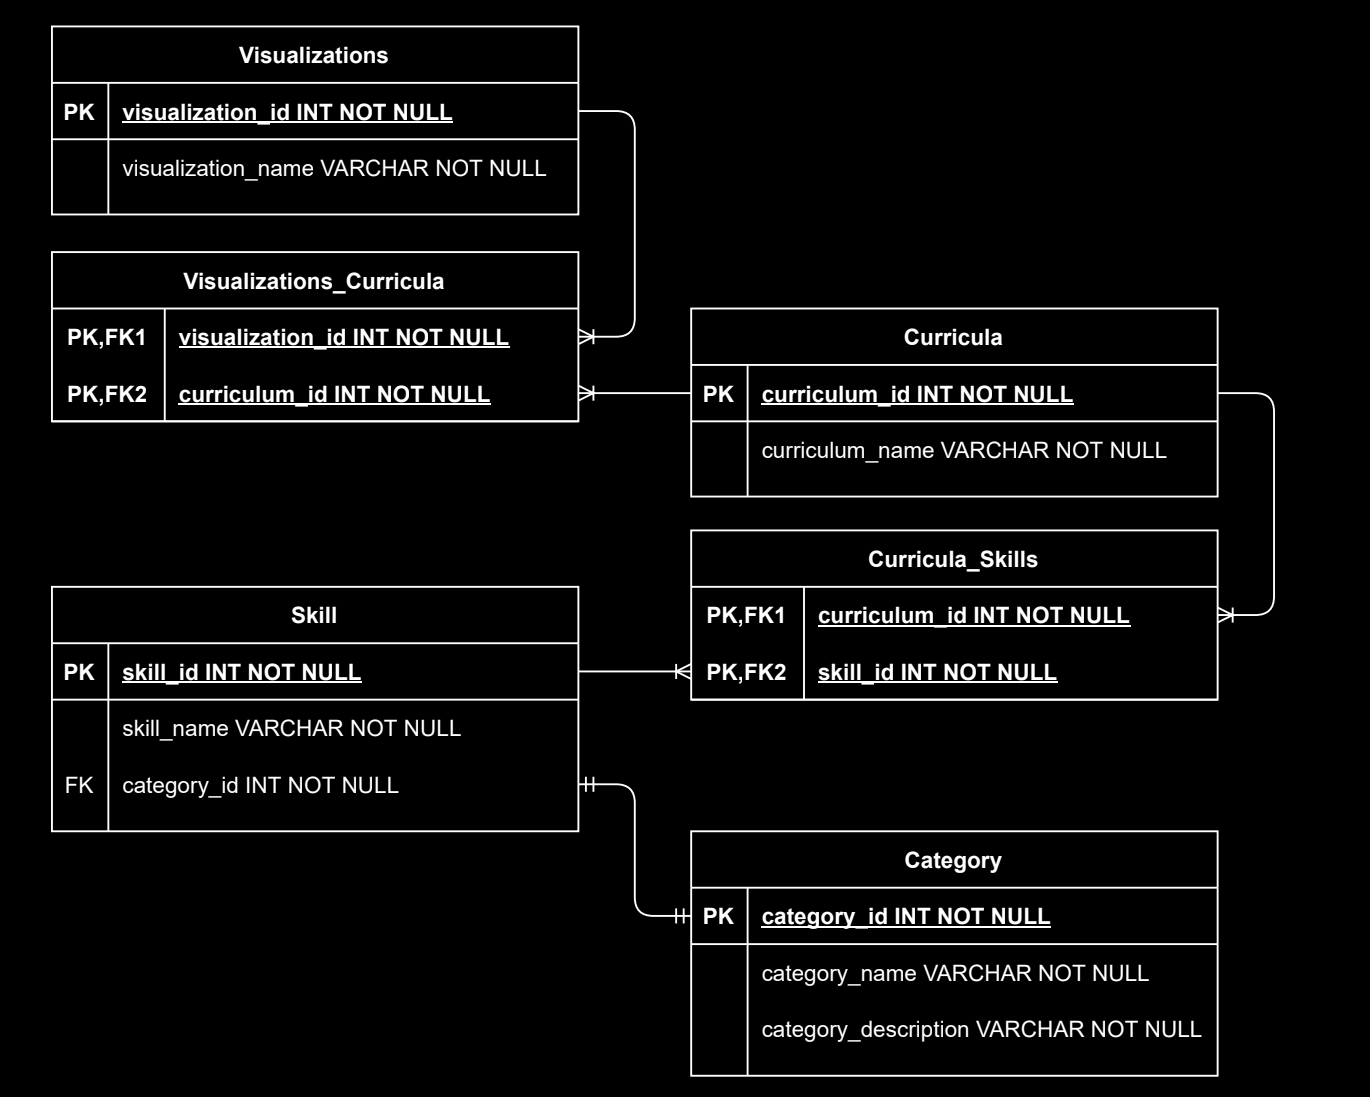 Visualizations
PK visualization_id INT NOT NULL
visualization_name VARCHAR NOT NULL
Visualizations_Curricula
PK,FK1 visualization_id INT NOT NULL
PK,FK2 curriculum_id INT NOT NULL
Curricula
PK curriculum_id INT NOT NULL
curriculum_name VARCHAR NOT NULL
Curricula_Skills
PK,FK1 curriculum_id INT NOT NULL
PK,FK2 skill_id INT NOT NULL
Skill
PK skill_id INT NOT NULL
skill_name VARCHAR NOT NULL
FK category_id INT NOT NULL
Category
PK category_id INT NOT NULL
category_name VARCHAR NOT NULL
category_description VARCHAR NOT NULL